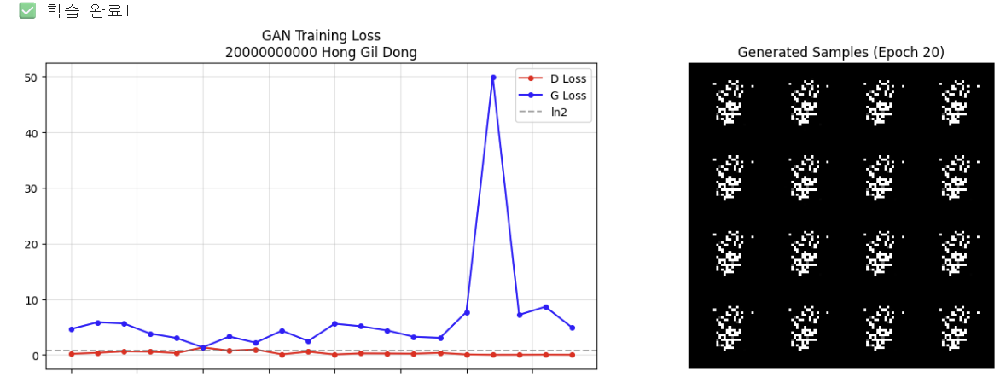 ✅ 학습 완료!
GAN Training Loss
20000000000 Hong Gil Dong
50
40
30
20
10
0
D Loss
G Loss
ln2
Generated Samples (Epoch 20)